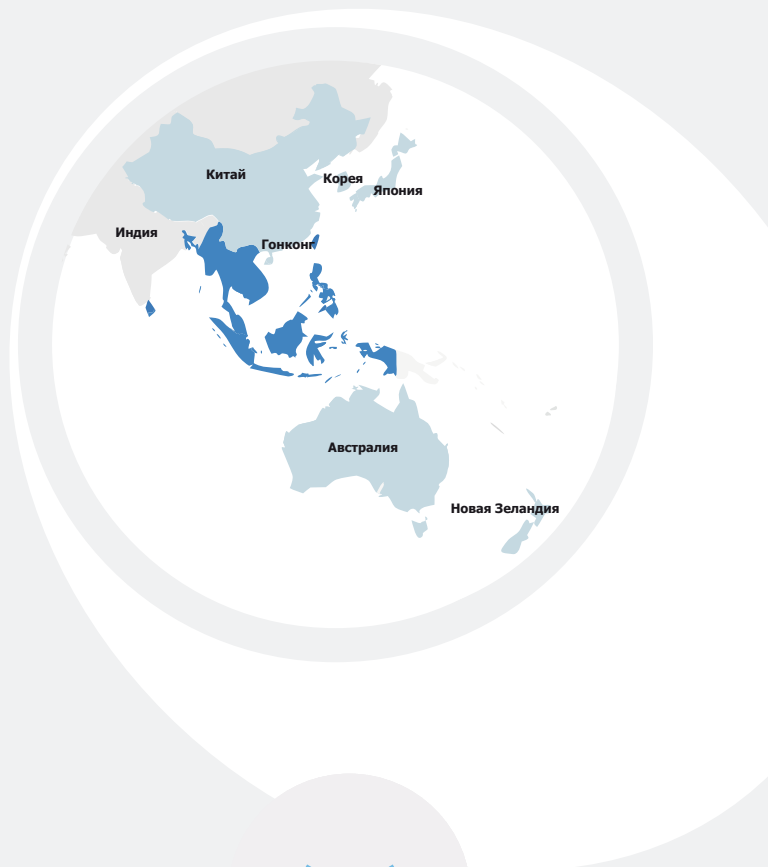 Китай
Корея
Япония
Индия
Гонконг
Австралия
Новая Зеландия